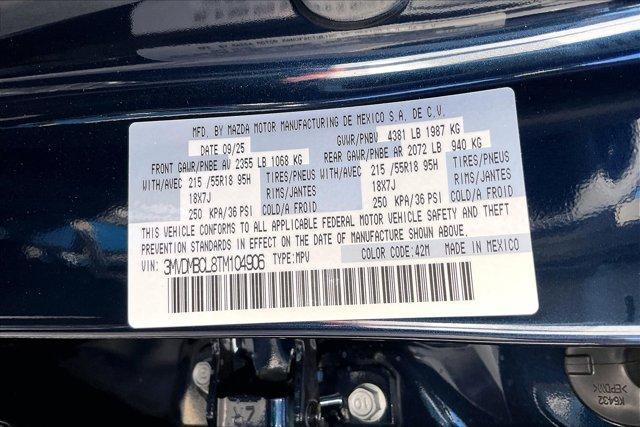 MFD. BY MAZDA MOTOR MANUFACTURING DE MEXICO S.A. DE C.V.
DATE 09/25 GVWR/PNBV 4381 LB 1987 KG
FRONT GAWR/PNBE AV 2355 LB 1068 KG REAR GAWR/PNBE AR 2072 LB 940 KG
WITH/AVEC 215 /55R18 95H TIRES/PNEUS WITH/AVEC 215 /55R18 95H TIRES/PNEUS
18X7J RIMS/JANTES 18X7J RIMS/JANTES
250 KPA/36 PSI COLD/A FROID 250 KPA/36 PSI COLD/A FROID
THIS VEHICLE CONFORMS TO ALL APPLICABLE FEDERAL MOTOR VEHICLE SAFETY AND THEFT
PREVENTION STANDARDS IN EFFECT ON THE DATE OF MANUFACTURE SHOWN ABOVE.
VIN: 3MVDMBCL8TM104906 TYPE:MPV COLOR CODE:42M MADE IN MEXICO
K6432
>EPDM<